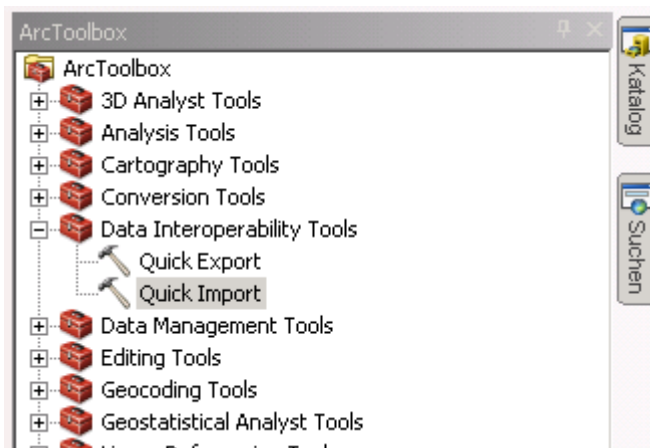 ArcToolbox
ArcToolbox
3D Analyst Tools
Analysis Tools
Cartography Tools
Conversion Tools
Data Interoperability Tools
Quick Export
Quick Import
Data Management Tools
Editing Tools
Geocoding Tools
Geostatistical Analyst Tools
Katalog
Suchen